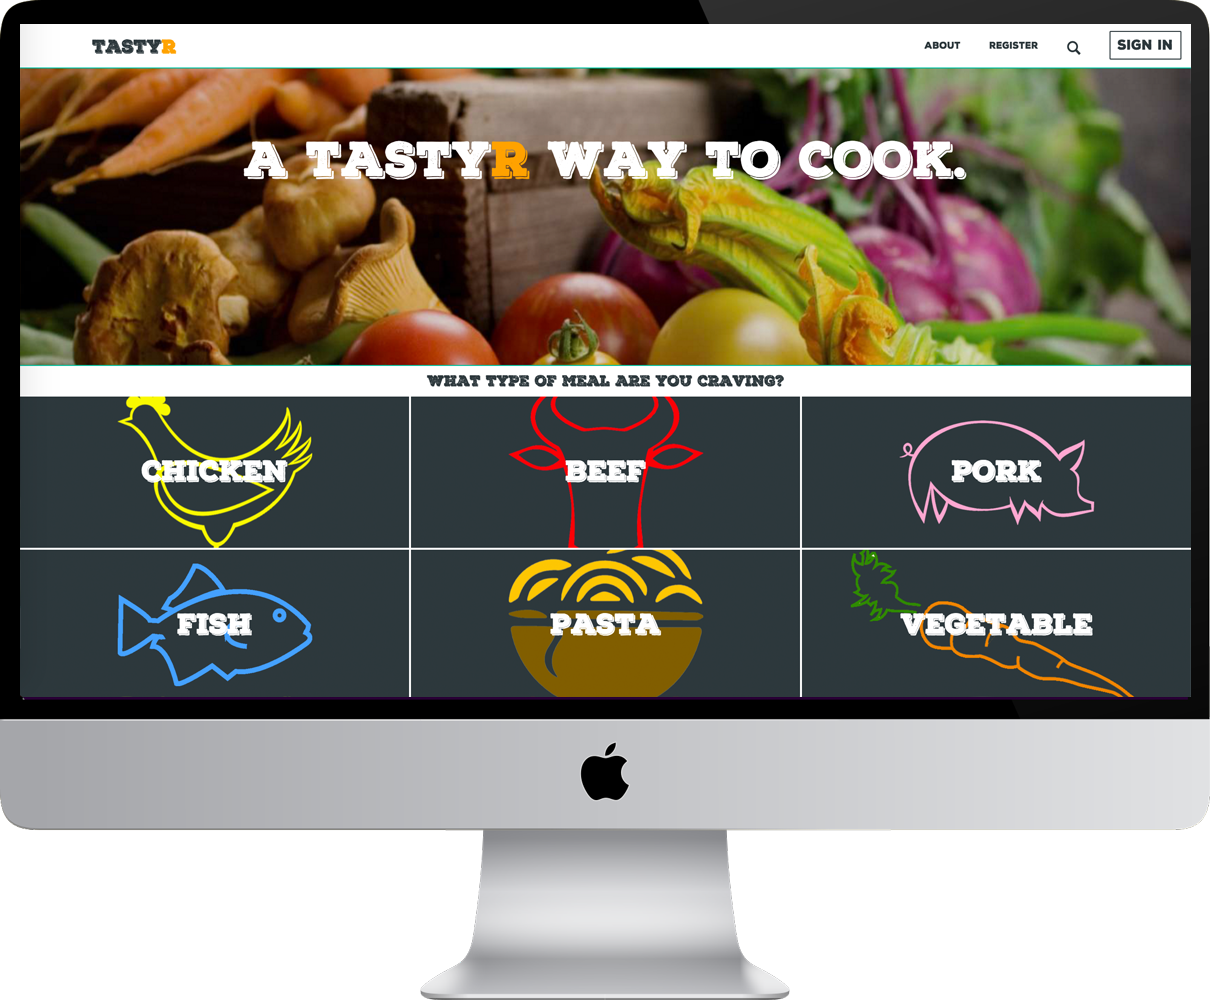 TASTYR
ABOUT REGISTER SIGN IN
A TASTYR WAY TO COOK.
WHAT TYPE OF MEAL ARE YOU CRAVING?
CHICKEN BEEF PORK
FISH PASTA VEGETABLE